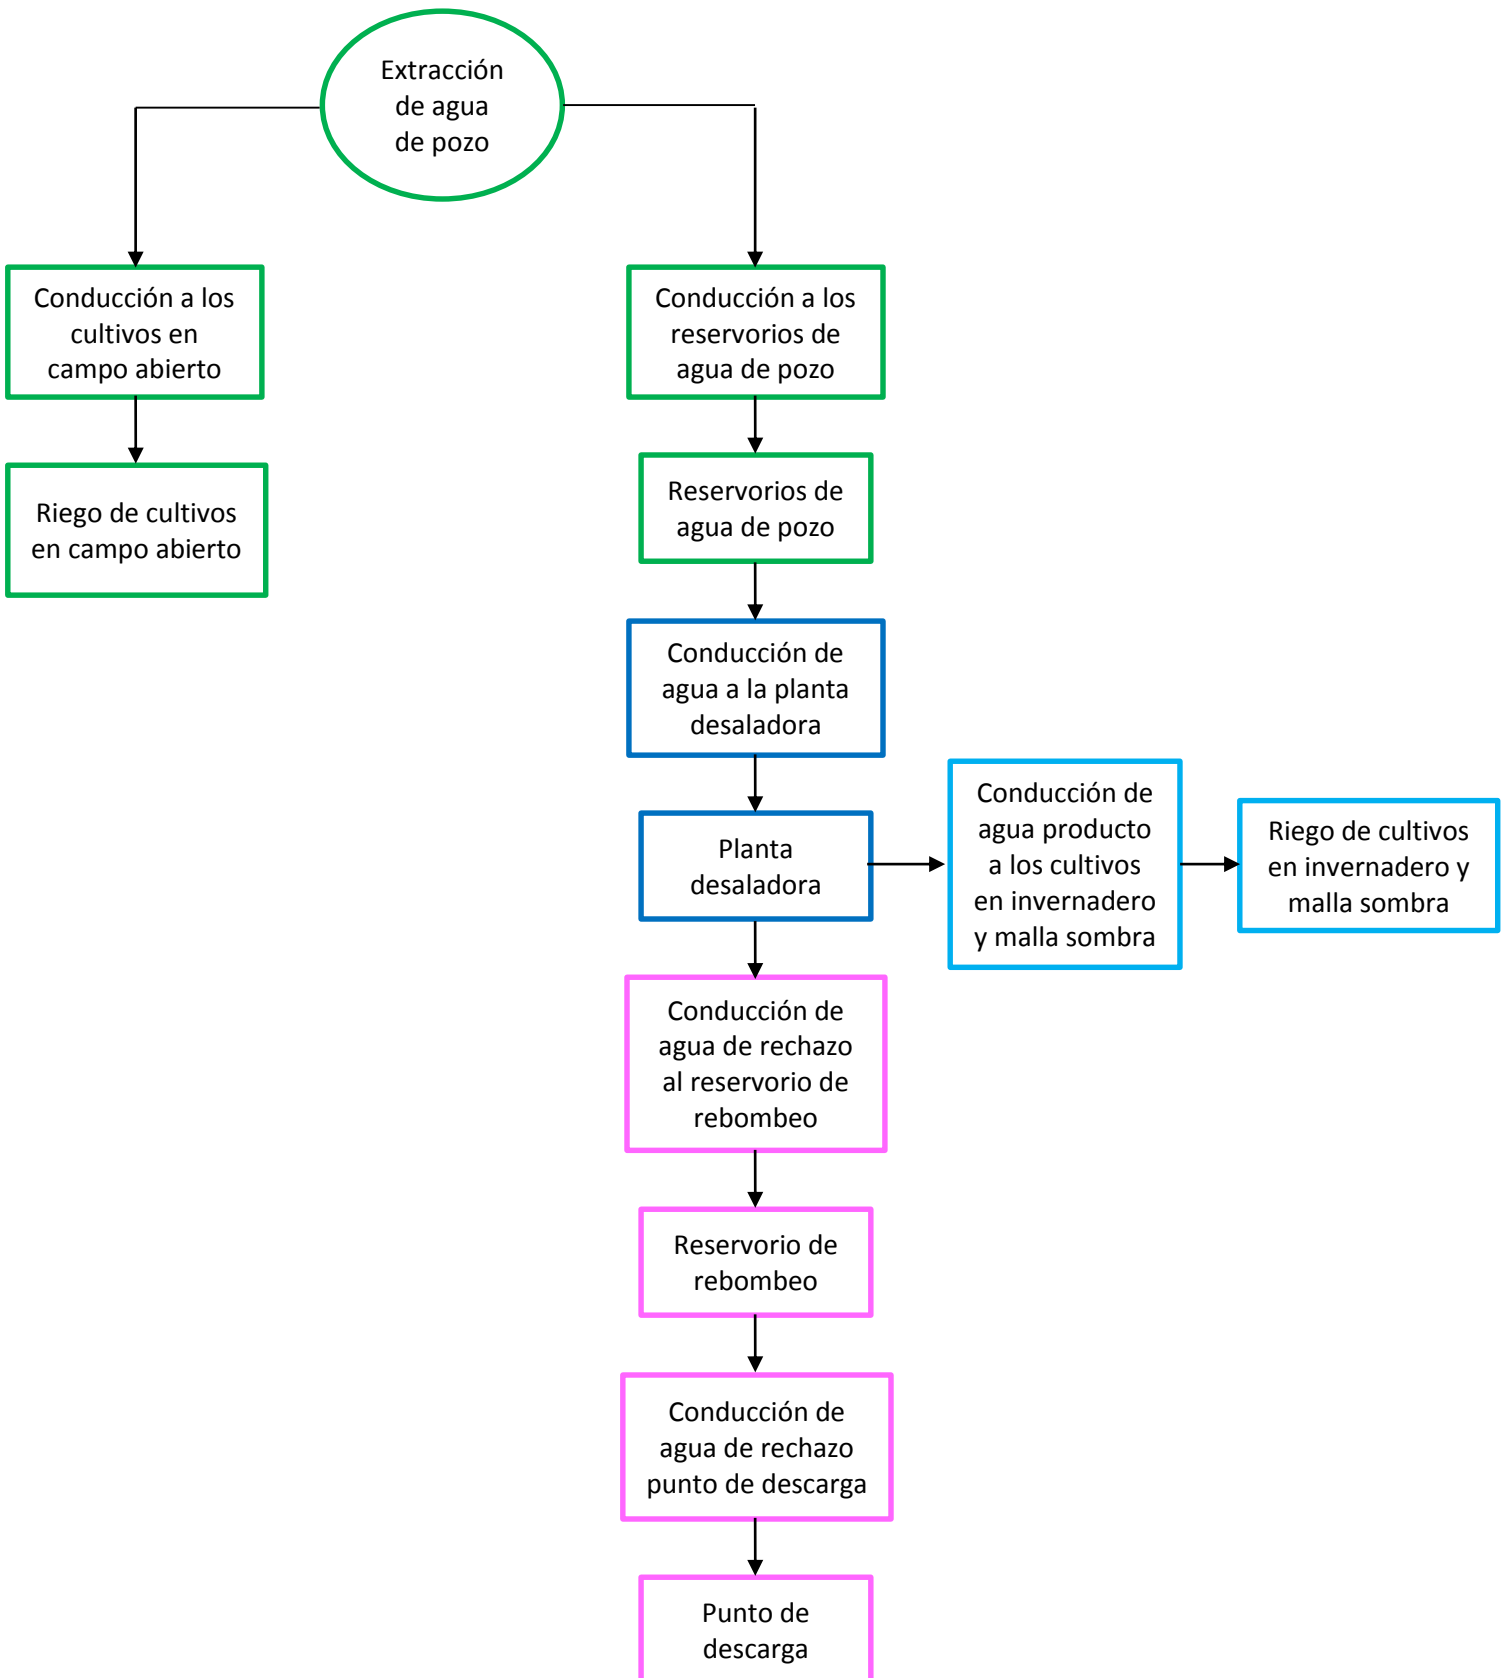 Extracción
de agua
de pozo
Conducción a los
cultivos en
campo abierto
Conducción a los
reservorios de
agua de pozo
Riego de cultivos
en campo abierto
Reservorios de
agua de pozo
Conducción de
agua a la planta
desaladora
Planta
desaladora
Conducción de
agua producto
a los cultivos
en invernadero
y malla sombra
Riego de cultivos
en invernadero y
malla sombra
Conducción de
agua de rechazo
al reservorio de
rebombeo
Reservorio de
rebombeo
Conducción de
agua de rechazo
punto de descarga
Punto de
descarga